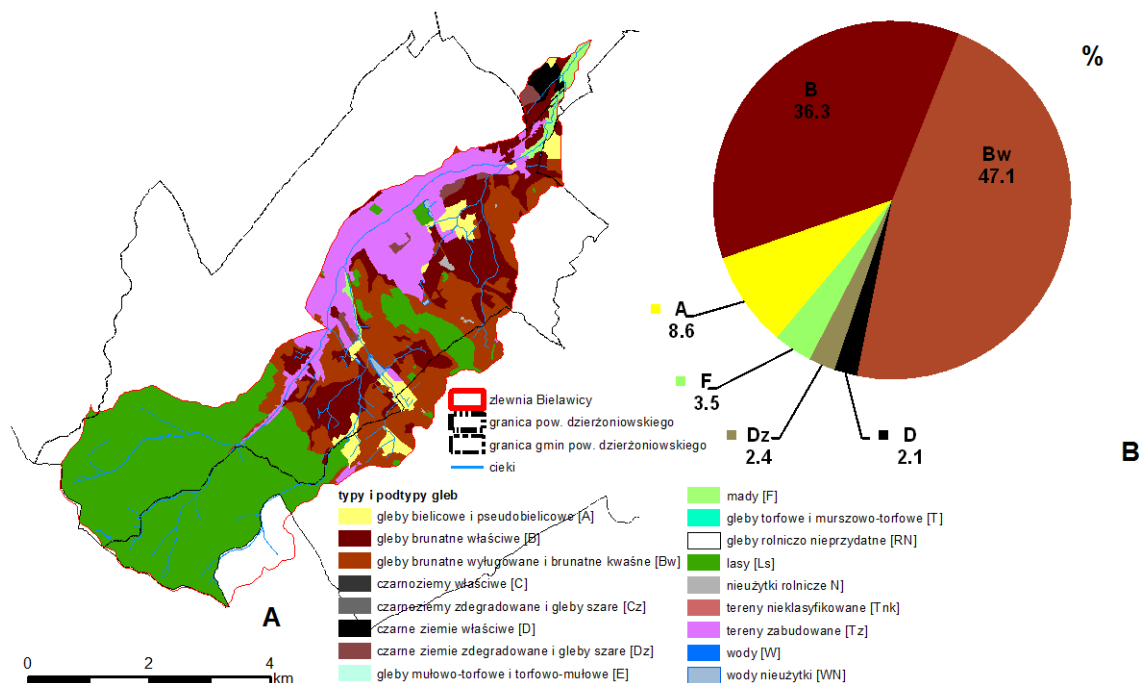 %
B
36.3
Bw
47.1
A
8.6
F
3.5
Dz
2.4
D
2.1
B
zlewnia Bielawicy
granica pow. dzierżoniowskiego
granica gmin pow. dzierżoniowskiego
cieki
typy i podtypy gleb
gleby bielicowe i pseudobielicowe [A]
gleby brunatne właściwe [B]
gleby brunatne wyługowane i brunatne kwaśne [Bw]
czarnoziemy właściwe [C]
czarnoziemy zdegradowane i gleby szare [Cz]
czarne ziemie właściwe [D]
czarne ziemie zdegradowane i gleby szare [Dz]
gleby mułowo-torfowe i torfowo-mułowe [E]
mady [F]
gleby torfowe i murszowo-torfowe [T]
gleby rolniczo nieprzydatne [RN]
lasy [Ls]
nieużytki rolnicze N]
tereny nieklasyfikowane [Tnk]
tereny zabudowane [Tz]
wody [W]
wody nieużytki [WN]
A
0 2 4
km